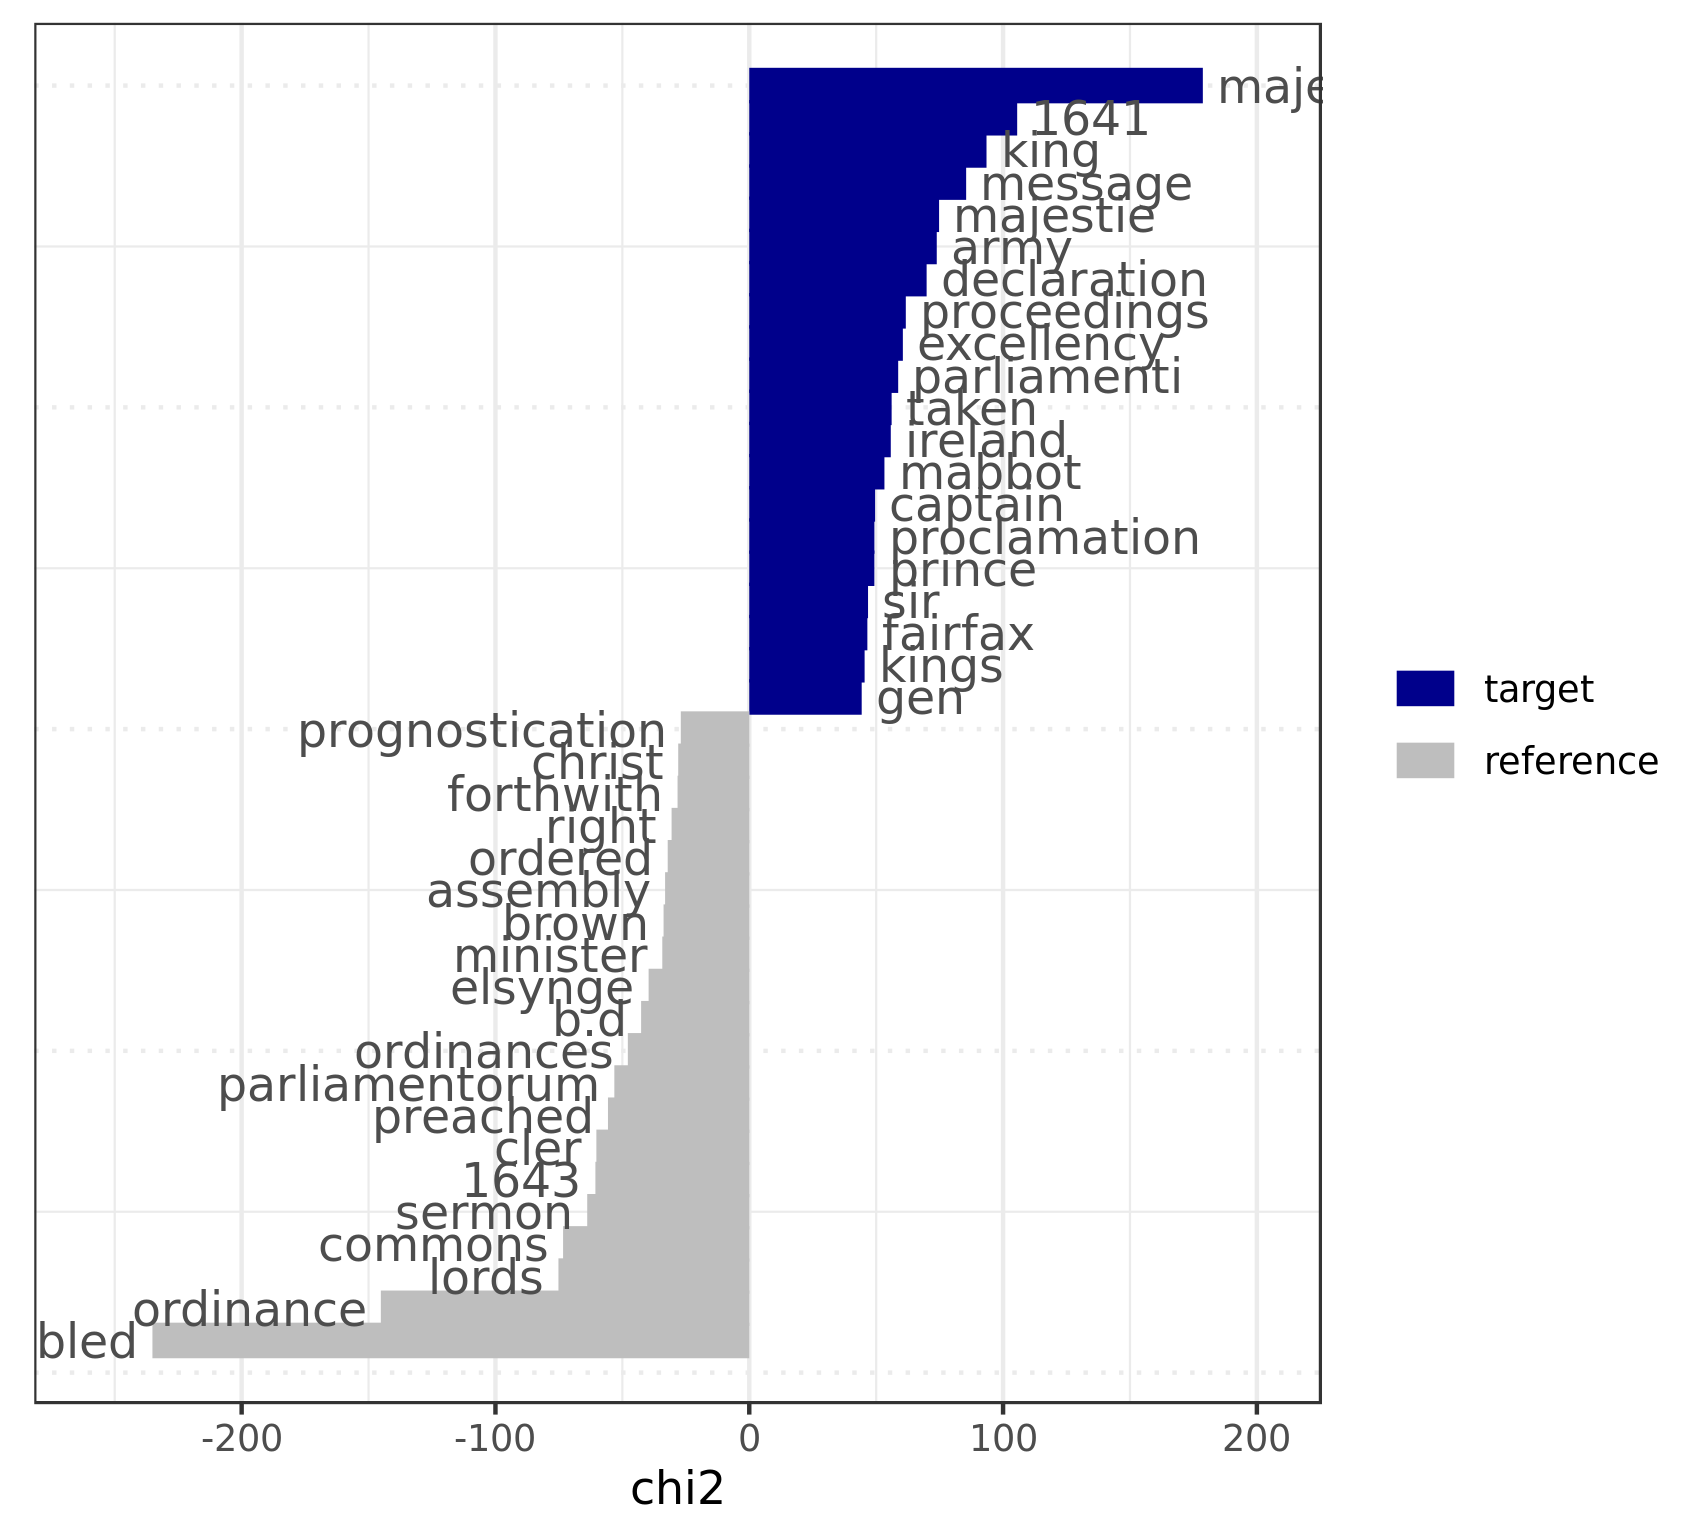 maje
1641
king
message
majestie
army
declaration
proceedings
excellency
parliamenti
taken
ireland
mabbot
captain
proclamation
prince
sir
fairfax
kings
gen
prognostication
christ
forthwith
right
ordered
assembly
brown
minister
elsynge
b.d
ordinances
parliamentorum
preached
cler
1643
sermon
commons
lords
ordinance
bled
target
reference
-200 -100 0 100 200
chi2